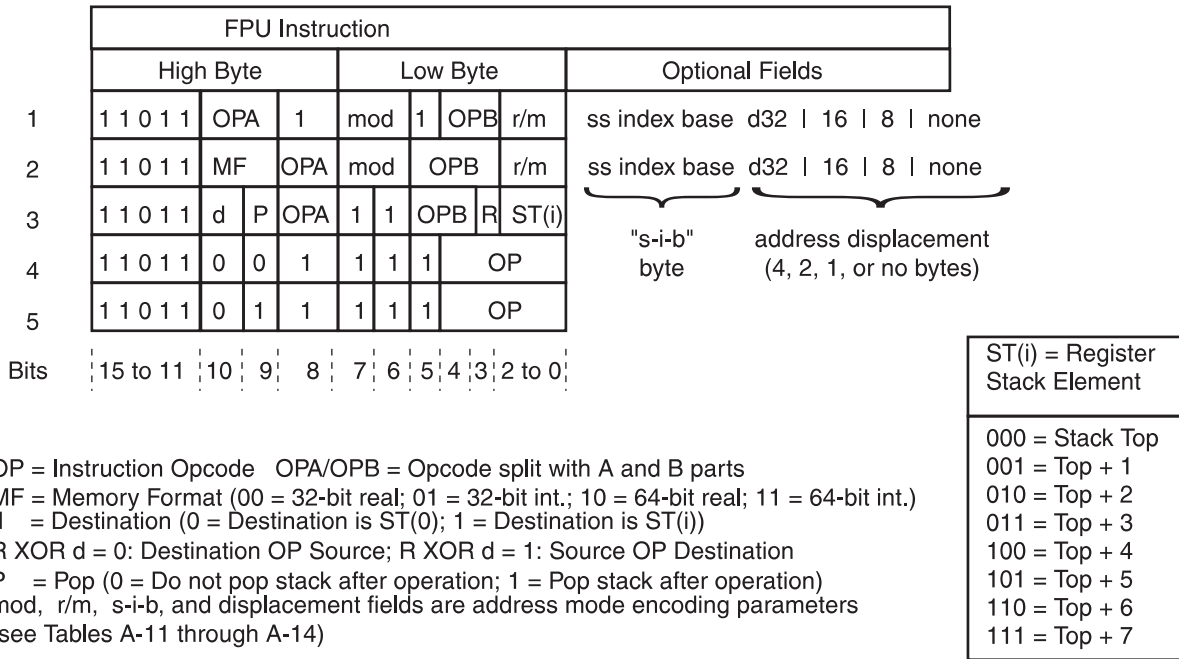 FPU Instruction
High Byte Low Byte Optional Fields
1 1 1 0 1 1 OPA 1 mod 1 OPB r/m ss index base d32 | 16 | 8 | none
2 1 1 0 1 1 MF OPA mod OPB r/m ss index base d32 | 16 | 8 | none
3 1 1 0 1 1 d P OPA 1 1 OPB R ST(i)
4 1 1 0 1 1 0 0 1 1 1 1 OP
5 1 1 0 1 1 0 1 1 1 1 1 OP
"s-i-b" byte
address displacement
(4, 2, 1, or no bytes)
Bits 15 to 11 10 9 8 7 6 5 4 3 2 to 0
ST(i) = Register
Stack Element
000 = Stack Top
001 = Top + 1
010 = Top + 2
011 = Top + 3
100 = Top + 4
101 = Top + 5
110 = Top + 6
111 = Top + 7
OP = Instruction Opcode OPA/OPB = Opcode split with A and B parts
MF = Memory Format (00 = 32-bit real; 01 = 32-bit int.; 10 = 64-bit real; 11 = 64-bit int.)
= Destination (0 = Destination is ST(0); 1 = Destination is ST(i))
R XOR d = 0: Destination OP Source; R XOR d = 1: Source OP Destination
P = Pop (0 = Do not pop stack after operation; 1 = Pop stack after operation)
mod, r/m, s-i-b, and displacement fields are address mode encoding parameters
(see Tables A-11 through A-14)